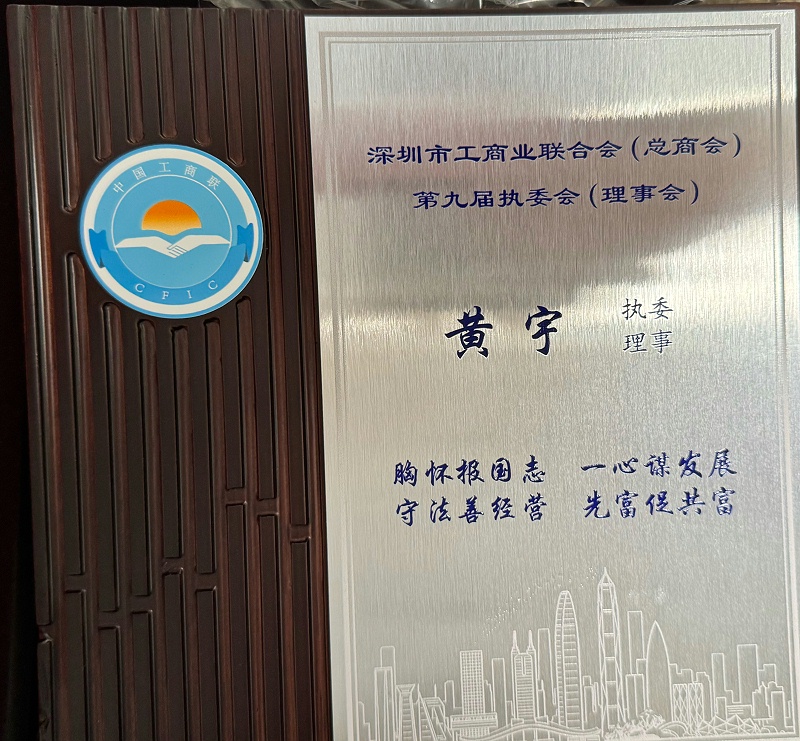 中国工商联
CFIC
深圳市工商业联合会(总商会)
第九届执委会(理事会)
黄宇 执委
理事
胸怀报国志 一心谋发展
守法善经营 先富促共富